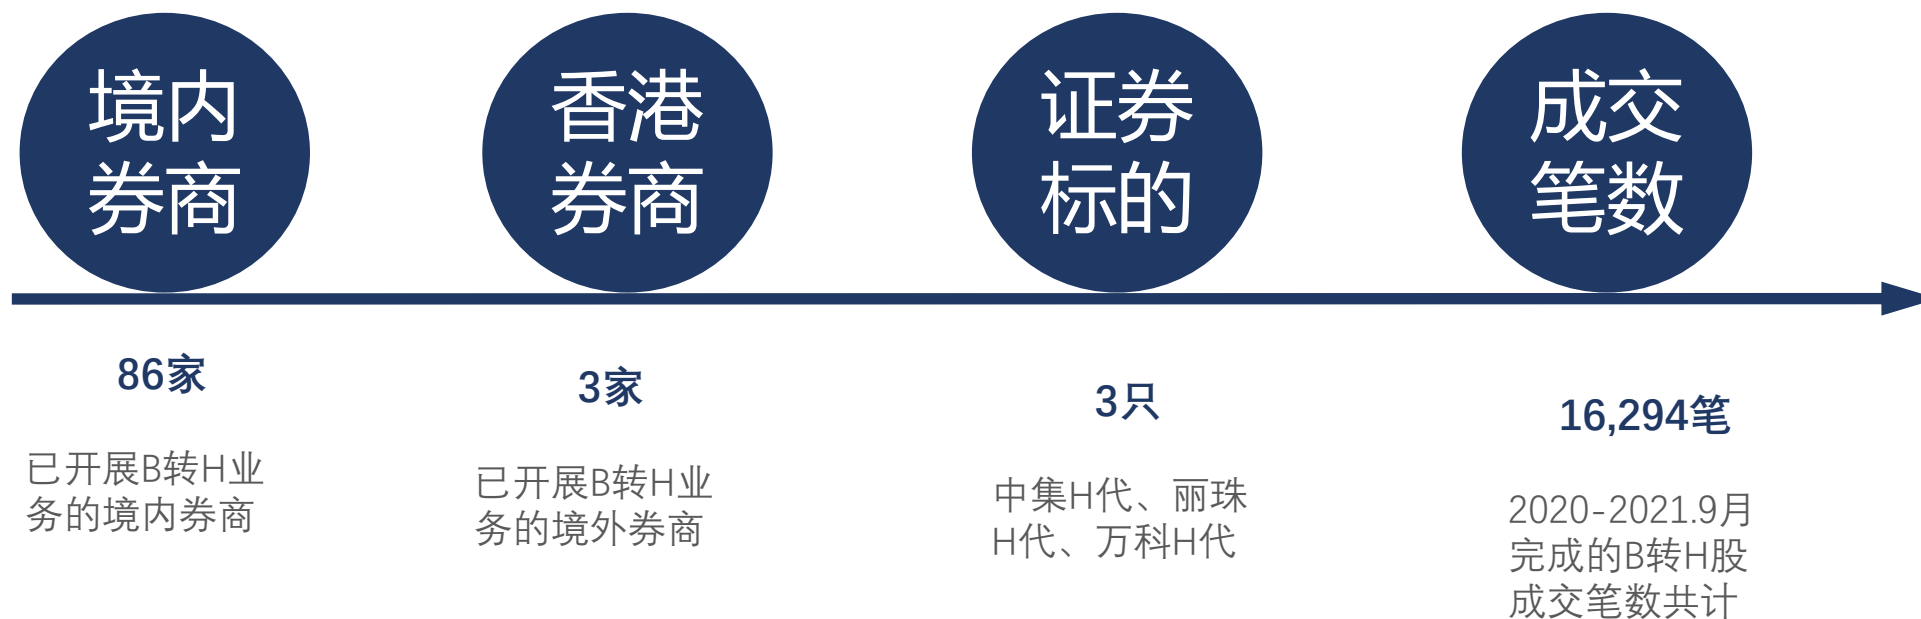 境内
券商
香港
券商
证券
标的
成交
笔数
86家
已开展B转H业
务的境内券商
3家
已开展B转H业
务的境外券商
3只
中集H代、丽珠
H代、万科H代
16,294笔
2020-2021.9月
完成的B转H股
成交笔数共计